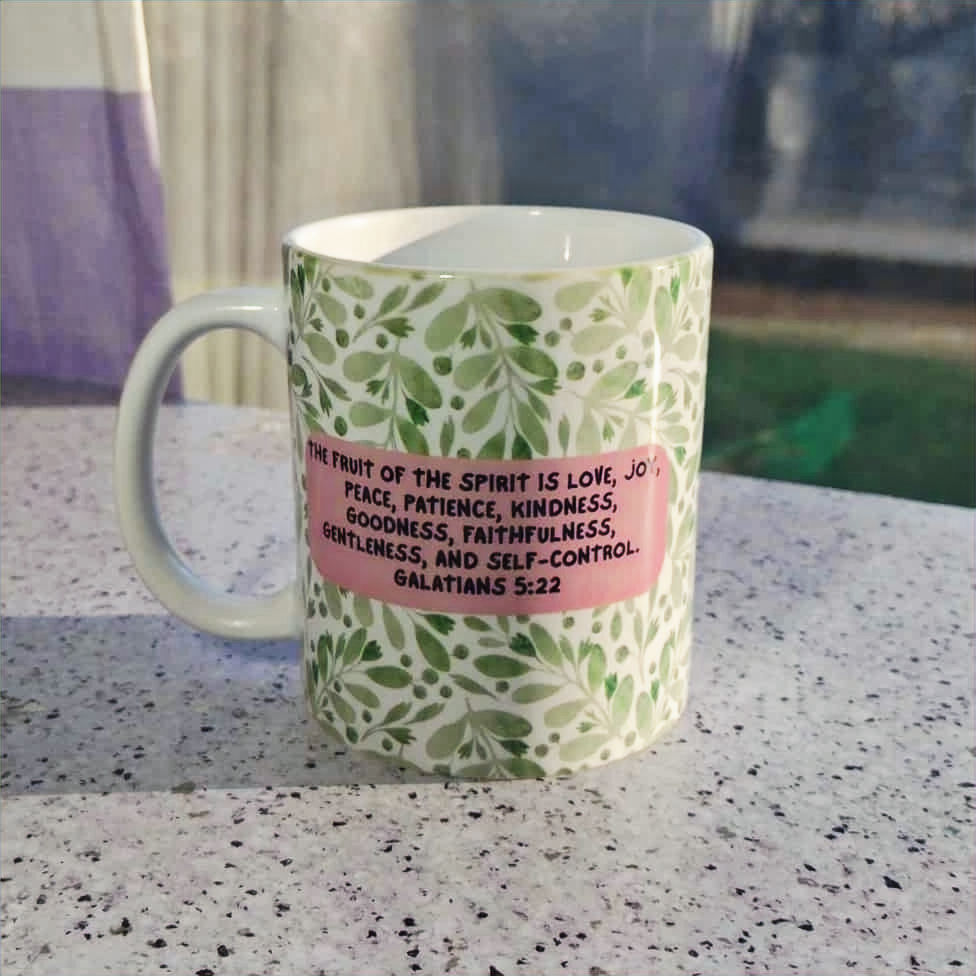 THE FRUIT OF THE SPIRIT IS LOVE, JOY,
PEACE, PATIENCE, KINDNESS,
GOODNESS, FAITHFULNESS,
GENTLENESS, AND SELF-CONTROL.
GALATIANS 5:22